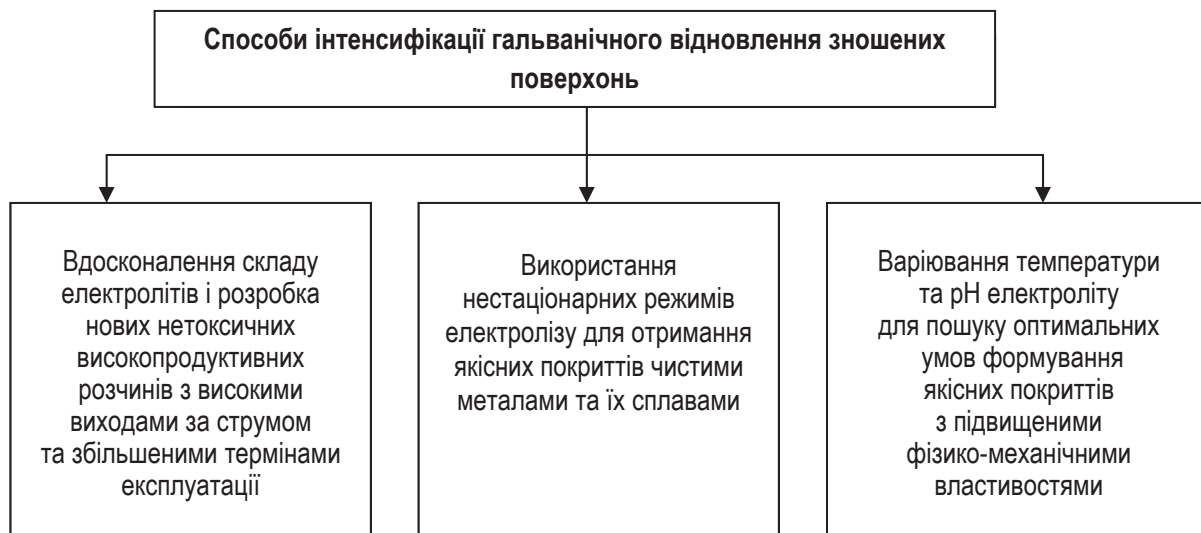 Способи інтенсифікації гальванічного відновлення зношених
поверхонь
Вдосконалення складу
електролітів і розробка
нових нетоксичних
високопродуктивних
розчинів з високими
виходами за струмом
та збільшеними термінами
експлуатації
Використання
нестаціонарних режимів
електролізу для отримання
якісних покриттів чистими
металами та їх сплавами
Варіювання температури
та pH електроліту
для пошуку оптимальних
умов формування
якісних покриттів
з підвищеними
фізико-механічними
властивостями